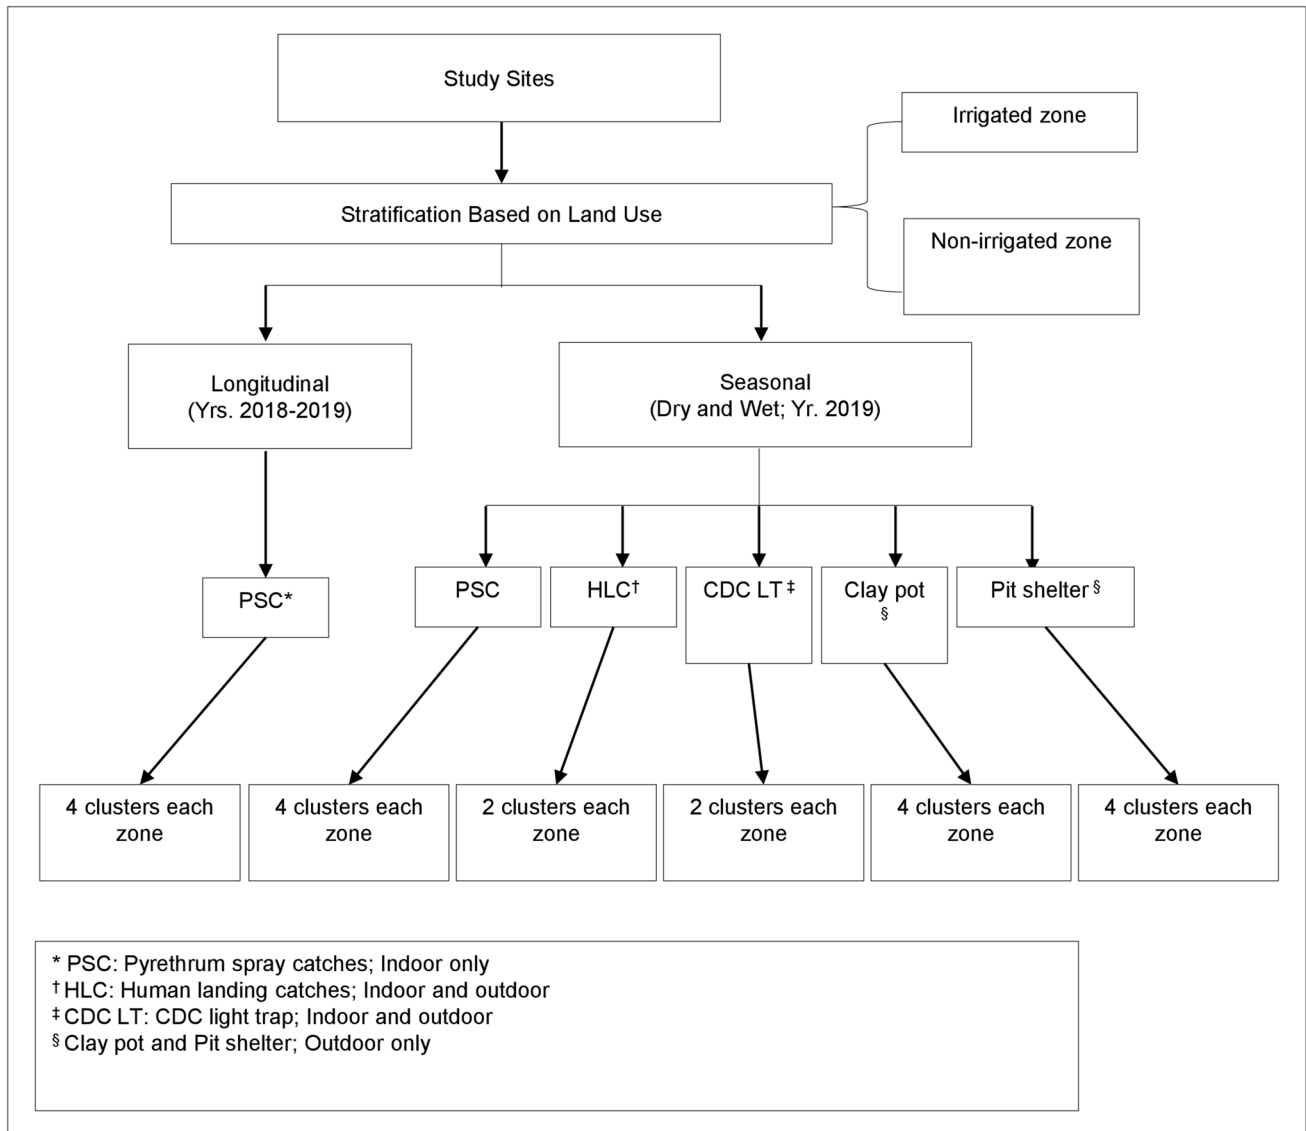 Study Sites
Irrigated zone
Stratification Based on Land Use
Non-irrigated zone
Longitudinal
(Yrs. 2018-2019)
Seasonal
(Dry and Wet; Yr. 2019)
PSC*
PSC
HLC†
CDC LT‡
Clay pot
§
Pit shelter§
4 clusters each
zone
4 clusters each
zone
2 clusters each
zone
2 clusters each
zone
4 clusters each
zone
4 clusters each
zone
* PSC: Pyrethrum spray catches; Indoor only
† HLC: Human landing catches; Indoor and outdoor
‡ CDC LT: CDC light trap; Indoor and outdoor
§ Clay pot and Pit shelter; Outdoor only